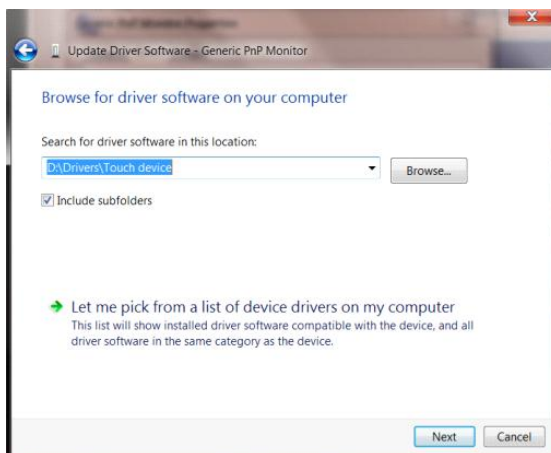 Update Driver Software - Generic PnP Monitor
Browse for driver software on your computer
Search for driver software in this location:
D:\Drivers\Touch device
Browse...
Include subfolders
Let me pick from a list of device drivers on my computer
This list will show installed driver software compatible with the device, and all
driver software in the same category as the device.
Next
Cancel